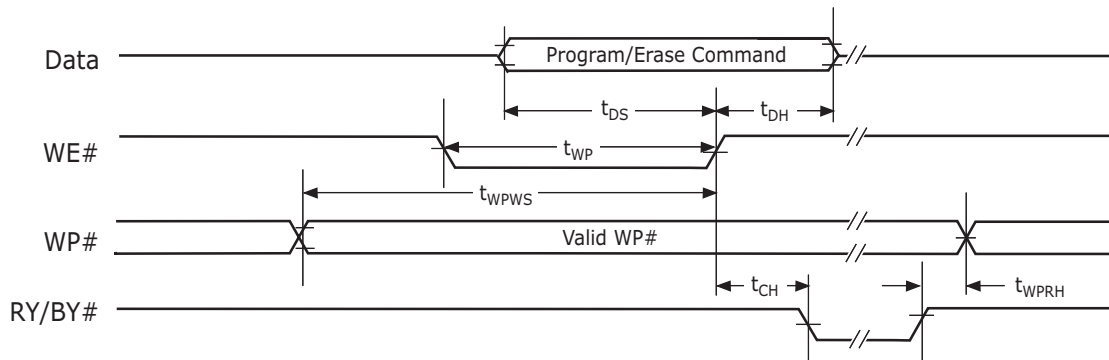 Data
Program/Erase Command
tDS
tDH
WE#
tWP
tWPWS
WP#
Valid WP#
tCH
tWPRH
RY/BY#